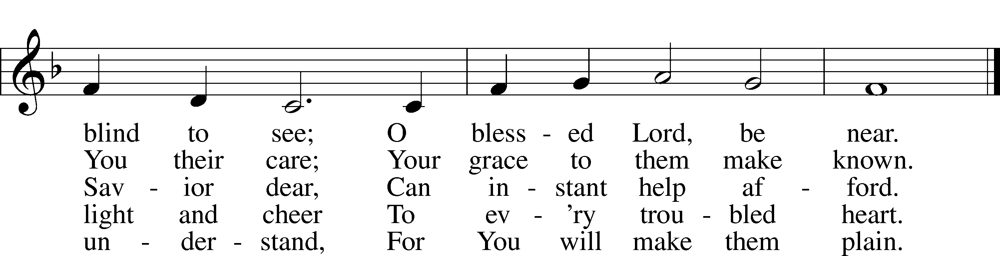 blind to see; O bless - ed Lord, be near.
You their care; Your grace to them make known.
Sav - ior dear, Can in - stant help af - ford.
light and cheer To ev - ’ry trou - bled heart.
un - der - stand, For You will make them plain.